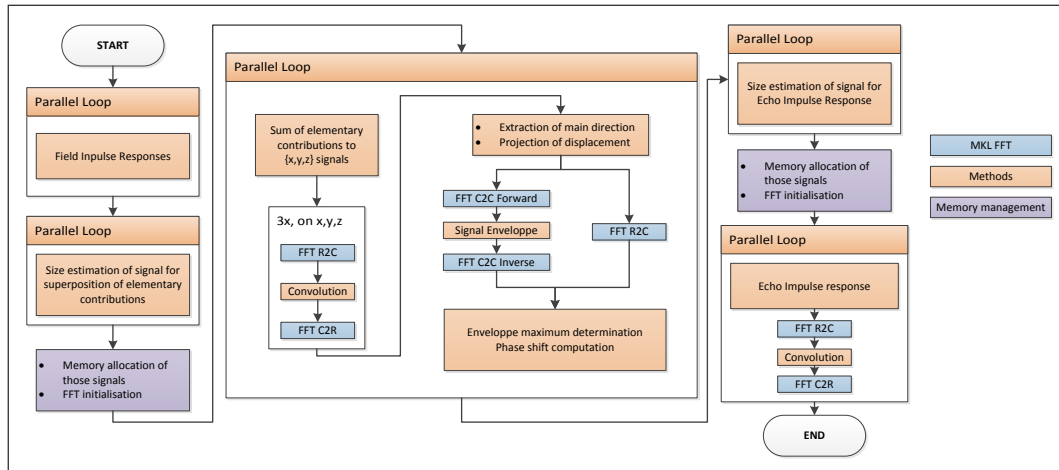 START
Parallel Loop
Field Inpulse Responses
Parallel Loop
Size estimation of signal for
superposition of elementary
contributions
• Memory allocation of
those signals
• FFT initialisation
Parallel Loop
Sum of elementary
contributions to
{x,y,z} signals
3x, on x,y,z
FFT R2C
Convolution
FFT C2R
• Extraction of main direction
• Projection of displacement
FFT C2C Forward
Signal Enveloppe
FFT C2C Inverse
FFT R2C
Enveloppe maximum determination
Phase shift computation
Parallel Loop
Size estimation of signal for
Echo Impulse Response
• Memory allocation of
those signals
• FFT initialisation
Parallel Loop
Echo Impulse response
FFT R2C
Convolution
FFT C2R
END
MKL FFT
Methods
Memory management